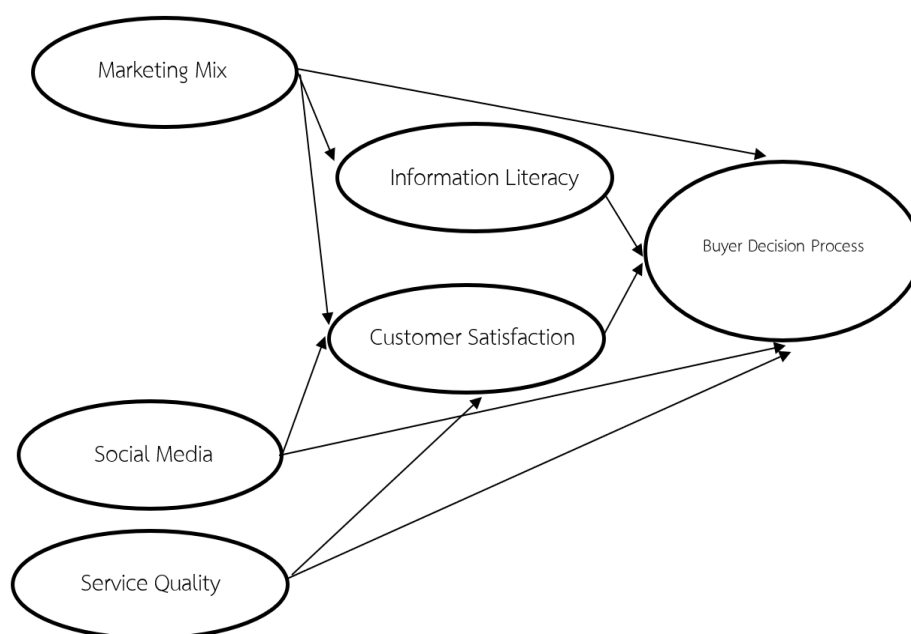 Marketing Mix
Information Literacy
Buyer Decision Process
Customer Satisfaction
Social Media
Service Quality